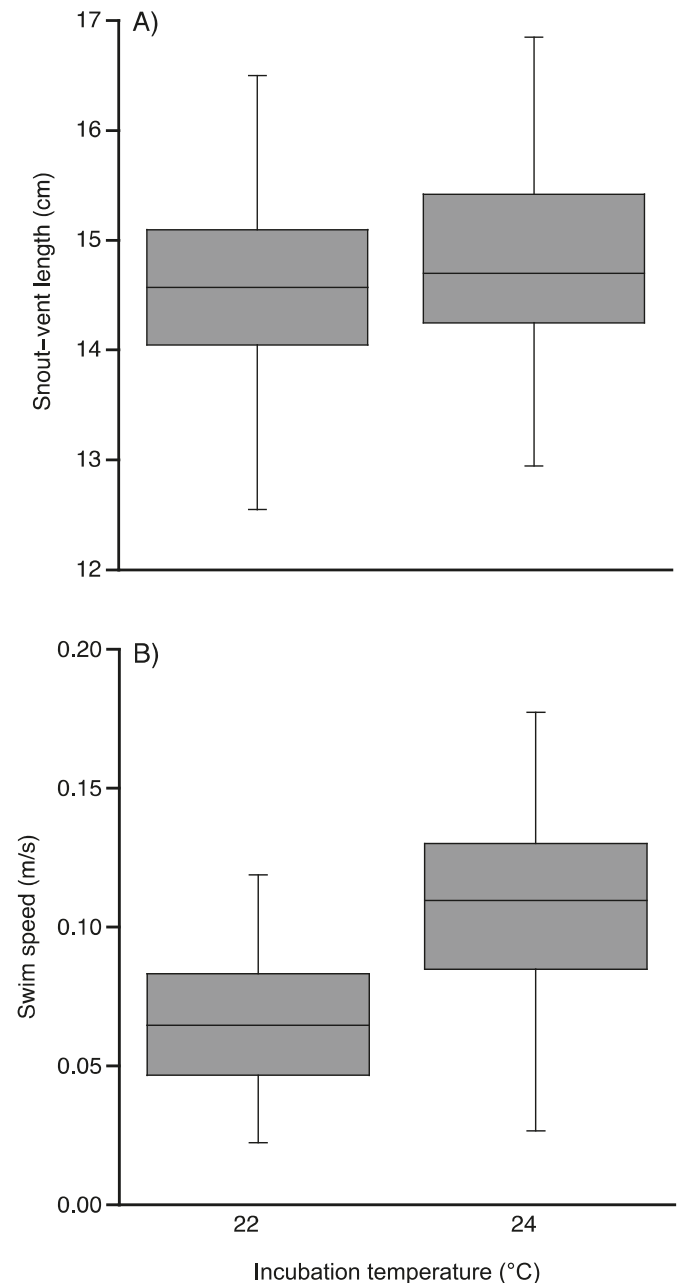 A)
17
16
15
14
13
12
Snout–vent length (cm)
B)
0.20
0.15
0.10
0.05
0.00
Swim speed (m/s)
22 24
Incubation temperature (°C)